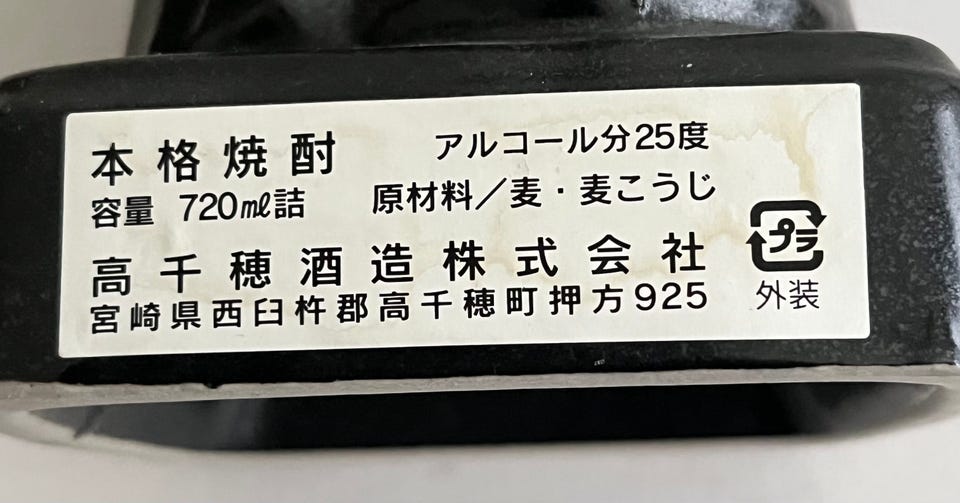 本格焼酎 アルコール分25度
容量 720㎖詰 原材料／麦・麦こうじ
高千穂酒造株式会社
宮崎県西臼杵郡高千穂町押方925
プラ
外装